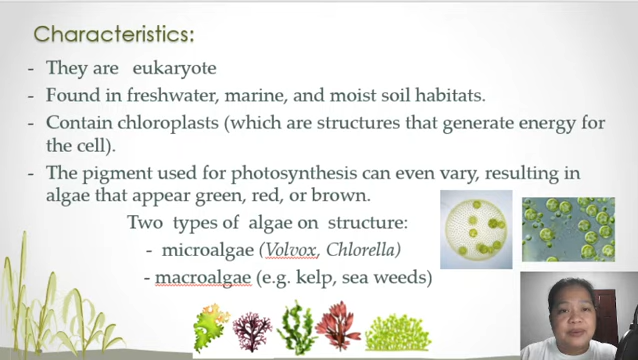 Characteristics:
- They are eukaryote
- Found in freshwater, marine, and moist soil habitats.
- Contain chloroplasts (which are structures that generate energy for
the cell).
- The pigment used for photosynthesis can even vary, resulting in
algae that appear green, red, or brown.
Two types of algae on structure:
- microalgae (Volvox, Chlorella)
- macroalgae (e.g. kelp, sea weeds)